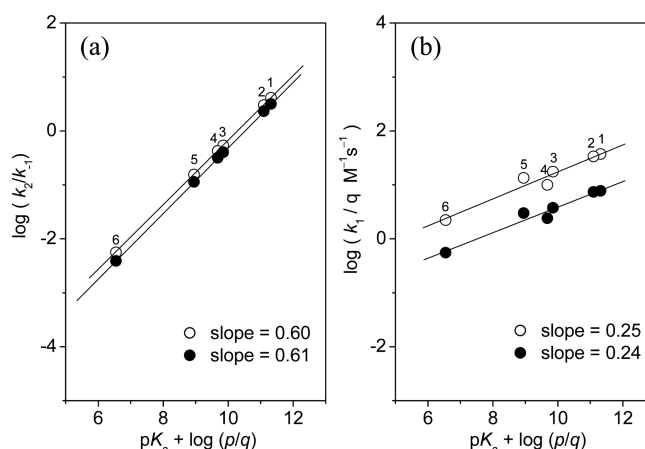 (a)
(b)
log ( k₂/k₋₁)
2
0
-2
-4
1
2
3
4
5
6
slope = 0.60
slope = 0.61
6 8 10 12
pKₐ + log (p/q)
log ( k₁ / q M⁻¹s⁻¹)
2
0
-2
1
2
3
4
5
6
slope = 0.25
slope = 0.24
6 8 10 12
pKₐ + log (p/q)